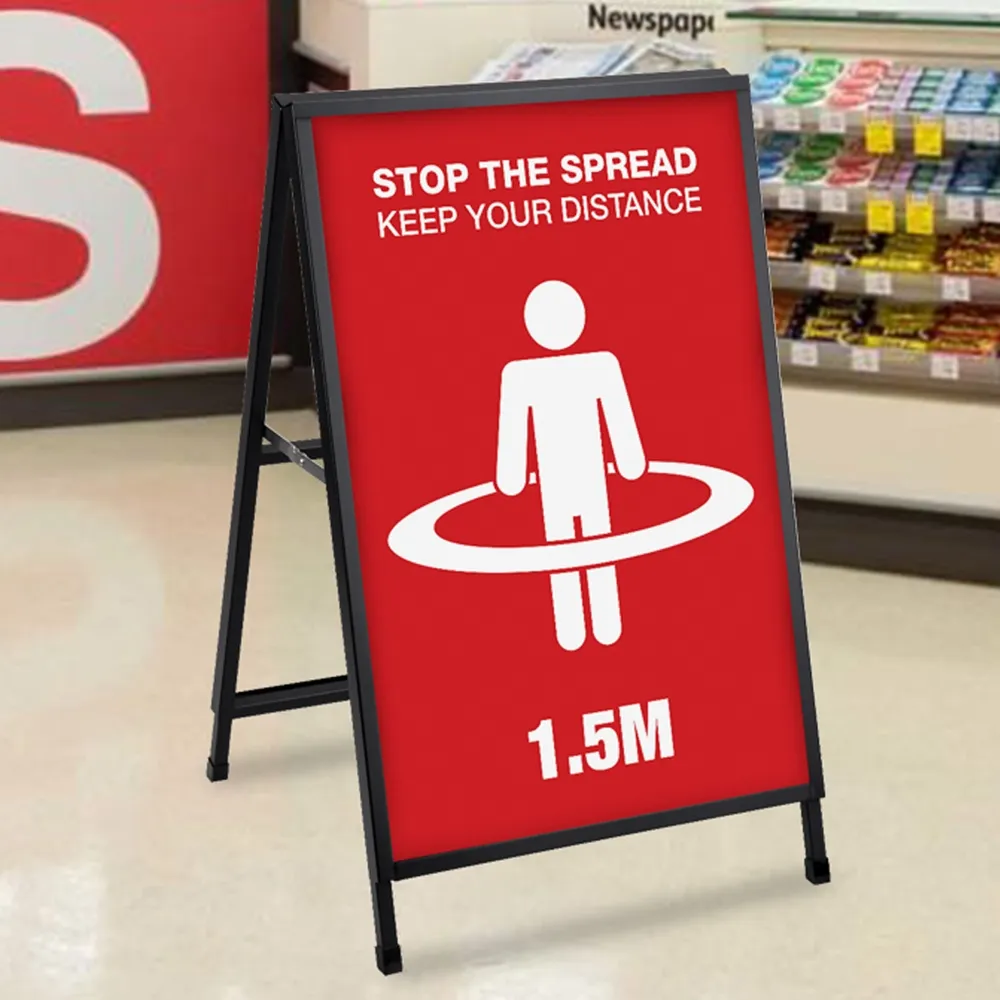 S
Newspape
STOP THE SPREAD
KEEP YOUR DISTANCE
1.5M